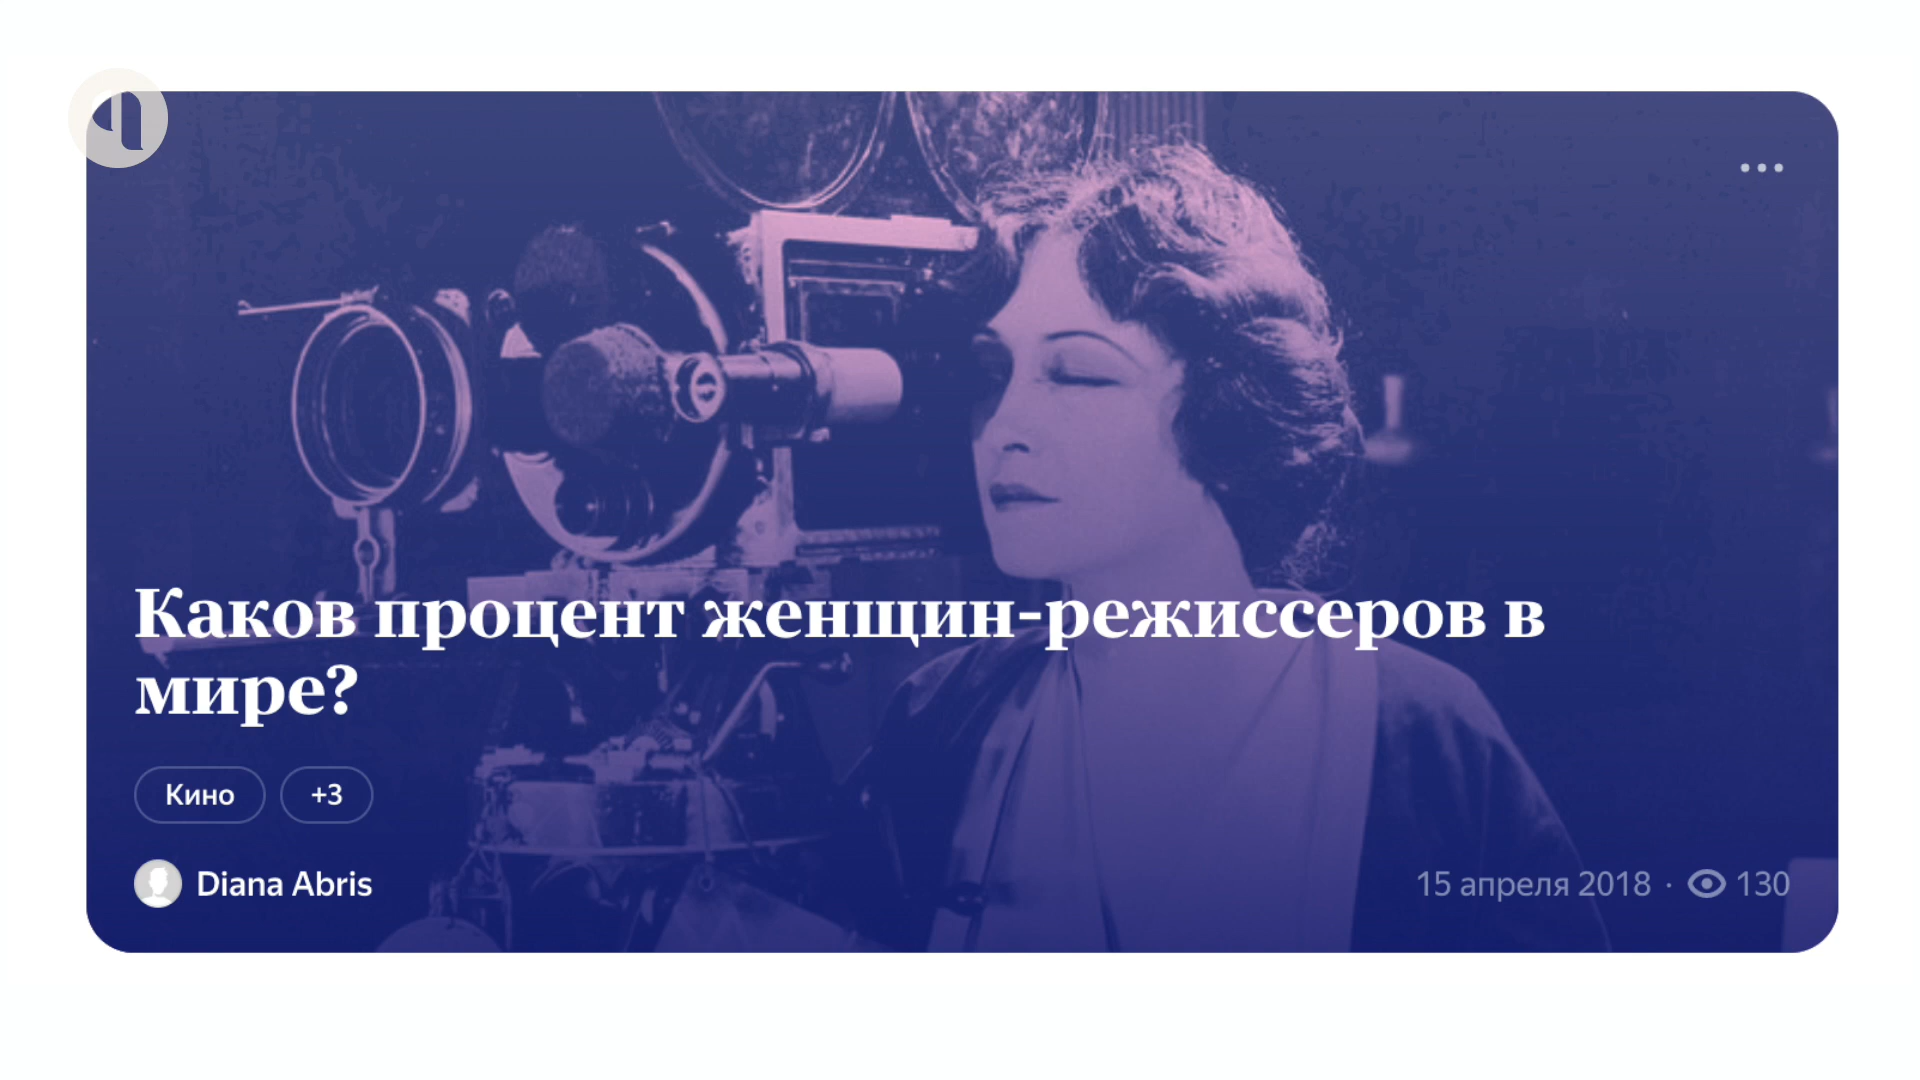 Каков процент женщин-режиссеров в
мире?
Кино
+3
Diana Abris
15 апреля 2018 · 130